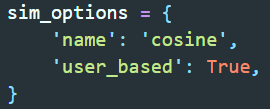 sim_options = {
    'name': 'cosine',
    'user_based': True,
}